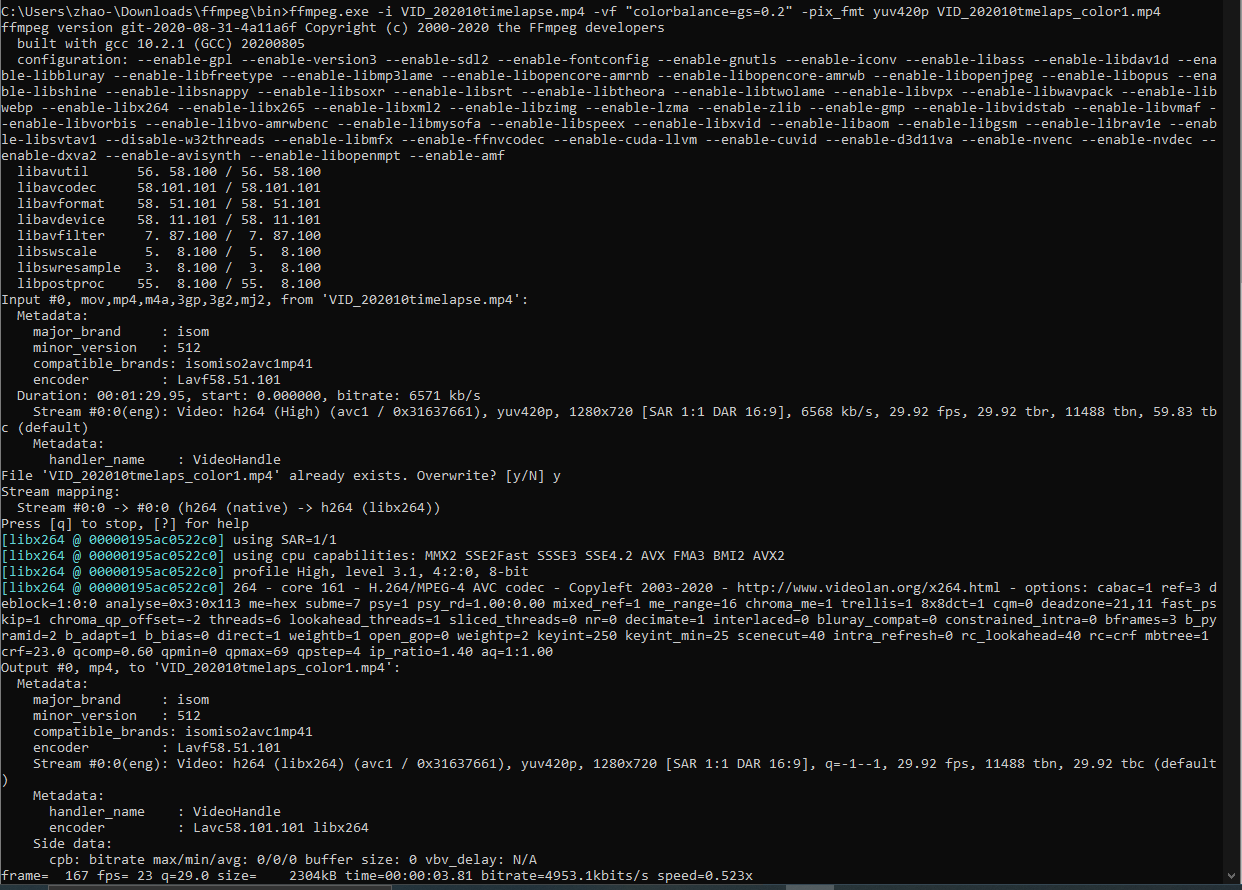 C:\Users\zhao-\Downloads\ffmpeg\bin>ffmpeg.exe -i VID_202010timelapse.mp4 -vf "colorbalance=gs=0.2" -pix_fmt yuv420p VID_202010tmelaps_color1.mp4
ffmpeg version git-2020-08-31-4a11a6f Copyright (c) 2000-2020 the FFmpeg developers
  built with gcc 10.2.1 (GCC) 20200805
  configuration: --enable-gpl --enable-version3 --enable-sdl2 --enable-fontconfig --enable-gnutls --enable-iconv --enable-libass --enable-libdav1d --ena
ble-libbluray --enable-libfreetype --enable-libmp3lame --enable-libopencore-amrnb --enable-libopencore-amrwb --enable-libopenjpeg --enable-libopus --ena
ble-libshine --enable-libsnappy --enable-libsoxr --enable-libsrt --enable-libtheora --enable-libtwolame --enable-libvpx --enable-libwavpack --enable-lib
webp --enable-libx264 --enable-libx265 --enable-libxml2 --enable-libzimg --enable-lzma --enable-zlib --enable-gmp --enable-libvidstab --enable-libvmaf -
-enable-libvorbis --enable-libvo-amrwbenc --enable-libmysofa --enable-libspeex --enable-libxvid --enable-libaom --enable-libgsm --enable-librav1e --enab
le-libsvtav1 --disable-w32threads --enable-libmfx --enable-ffnvcodec --enable-cuda-llvm --enable-cuvid --enable-d3d11va --enable-nvenc --enable-nvdec --
enable-dxva2 --enable-avisynth --enable-libopenmpt --enable-amf
  libavutil      56. 58.100 / 56. 58.100
  libavcodec     58.101.101 / 58.101.101
  libavformat    58. 51.101 / 58. 51.101
  libavdevice    58. 11.101 / 58. 11.101
  libavfilter     7. 87.100 /  7. 87.100
  libswscale      5.  8.100 /  5.  8.100
  libswresample   3.  8.100 /  3.  8.100
  libpostproc    55.  8.100 / 55.  8.100
Input #0, mov,mp4,m4a,3gp,3g2,mj2, from 'VID_202010timelapse.mp4':
  Metadata:
    major_brand     : isom
    minor_version   : 512
    compatible_brands: isomiso2avc1mp41
    encoder         : Lavf58.51.101
  Duration: 00:01:29.95, start: 0.000000, bitrate: 6571 kb/s
    Stream #0:0(eng): Video: h264 (High) (avc1 / 0x31637661), yuv420p, 1280x720 [SAR 1:1 DAR 16:9], 6568 kb/s, 29.92 fps, 29.92 tbr, 11488 tbn, 59.83 tb
c (default)
    Metadata:
      handler_name    : VideoHandle
File 'VID_202010tmelaps_color1.mp4' already exists. Overwrite? [y/N] y
Stream mapping:
  Stream #0:0 -> #0:0 (h264 (native) -> h264 (libx264))
Press [q] to stop, [?] for help
[libx264 @ 00000195ac0522c0] using SAR=1/1
[libx264 @ 00000195ac0522c0] using cpu capabilities: MMX2 SSE2Fast SSSE3 SSE4.2 AVX FMA3 BMI2 AVX2
[libx264 @ 00000195ac0522c0] profile High, level 3.1, 4:2:0, 8-bit
[libx264 @ 00000195ac0522c0] 264 - core 161 - H.264/MPEG-4 AVC codec - Copyleft 2003-2020 - http://www.videolan.org/x264.html - options: cabac=1 ref=3 d
eblock=1:0:0 analyse=0x3:0x113 me=hex subme=7 psy=1 psy_rd=1.00:0.00 mixed_ref=1 me_range=16 chroma_me=1 trellis=1 8x8dct=1 cqm=0 deadzone=21,11 fast_ps
kip=1 chroma_qp_offset=-2 threads=6 lookahead_threads=1 sliced_threads=0 nr=0 decimate=1 interlaced=0 bluray_compat=0 constrained_intra=0 bframes=3 b_py
ramid=2 b_adapt=1 b_bias=0 direct=1 weightb=1 open_gop=0 weightp=2 keyint=250 keyint_min=25 scenecut=40 intra_refresh=0 rc_lookahead=40 rc=crf mbtree=1
crf=23.0 qcomp=0.60 qpmin=0 qpmax=69 qpstep=4 ip_ratio=1.40 aq=1:1.00
Output #0, mp4, to 'VID_202010tmelaps_color1.mp4':
  Metadata:
    major_brand     : isom
    minor_version   : 512
    compatible_brands: isomiso2avc1mp41
    encoder         : Lavf58.51.101
    Stream #0:0(eng): Video: h264 (libx264) (avc1 / 0x31637661), yuv420p, 1280x720 [SAR 1:1 DAR 16:9], q=-1--1, 29.92 fps, 11488 tbn, 29.92 tbc (default
)
    Metadata:
      handler_name    : VideoHandle
      encoder         : Lavc58.101.101 libx264
    Side data:
      cpb: bitrate max/min/avg: 0/0/0 buffer size: 0 vbv_delay: N/A
frame=  167 fps= 23 q=29.0 size=    2304kB time=00:00:03.81 bitrate=4953.1kbits/s speed=0.523x